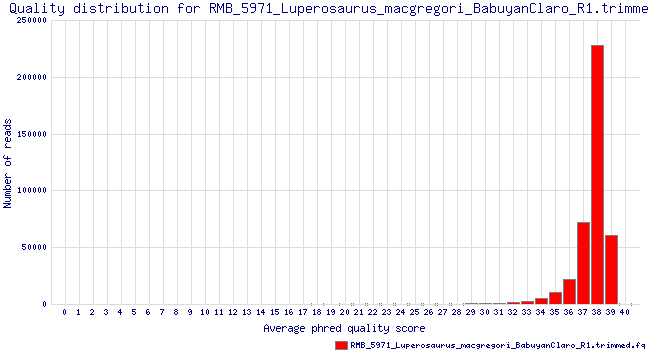 Quality distribution for RMB_5971_Luperosaurus_macgregori_BabuyanClaro_R1.trimme
250000
200000
150000
100000
50000
0
Number of reads
0 1 2 3 4 5 6 7 8 9 10 11 12 13 14 15 16 17 18 19 20 21 22 23 24 25 26 27 28 29 30 31 32 33 34 35 36 37 38 39 40
Average phred quality score
RMB_5971_Luperosaurus_macgregori_BabuyanClaro_R1.trimmed.fq